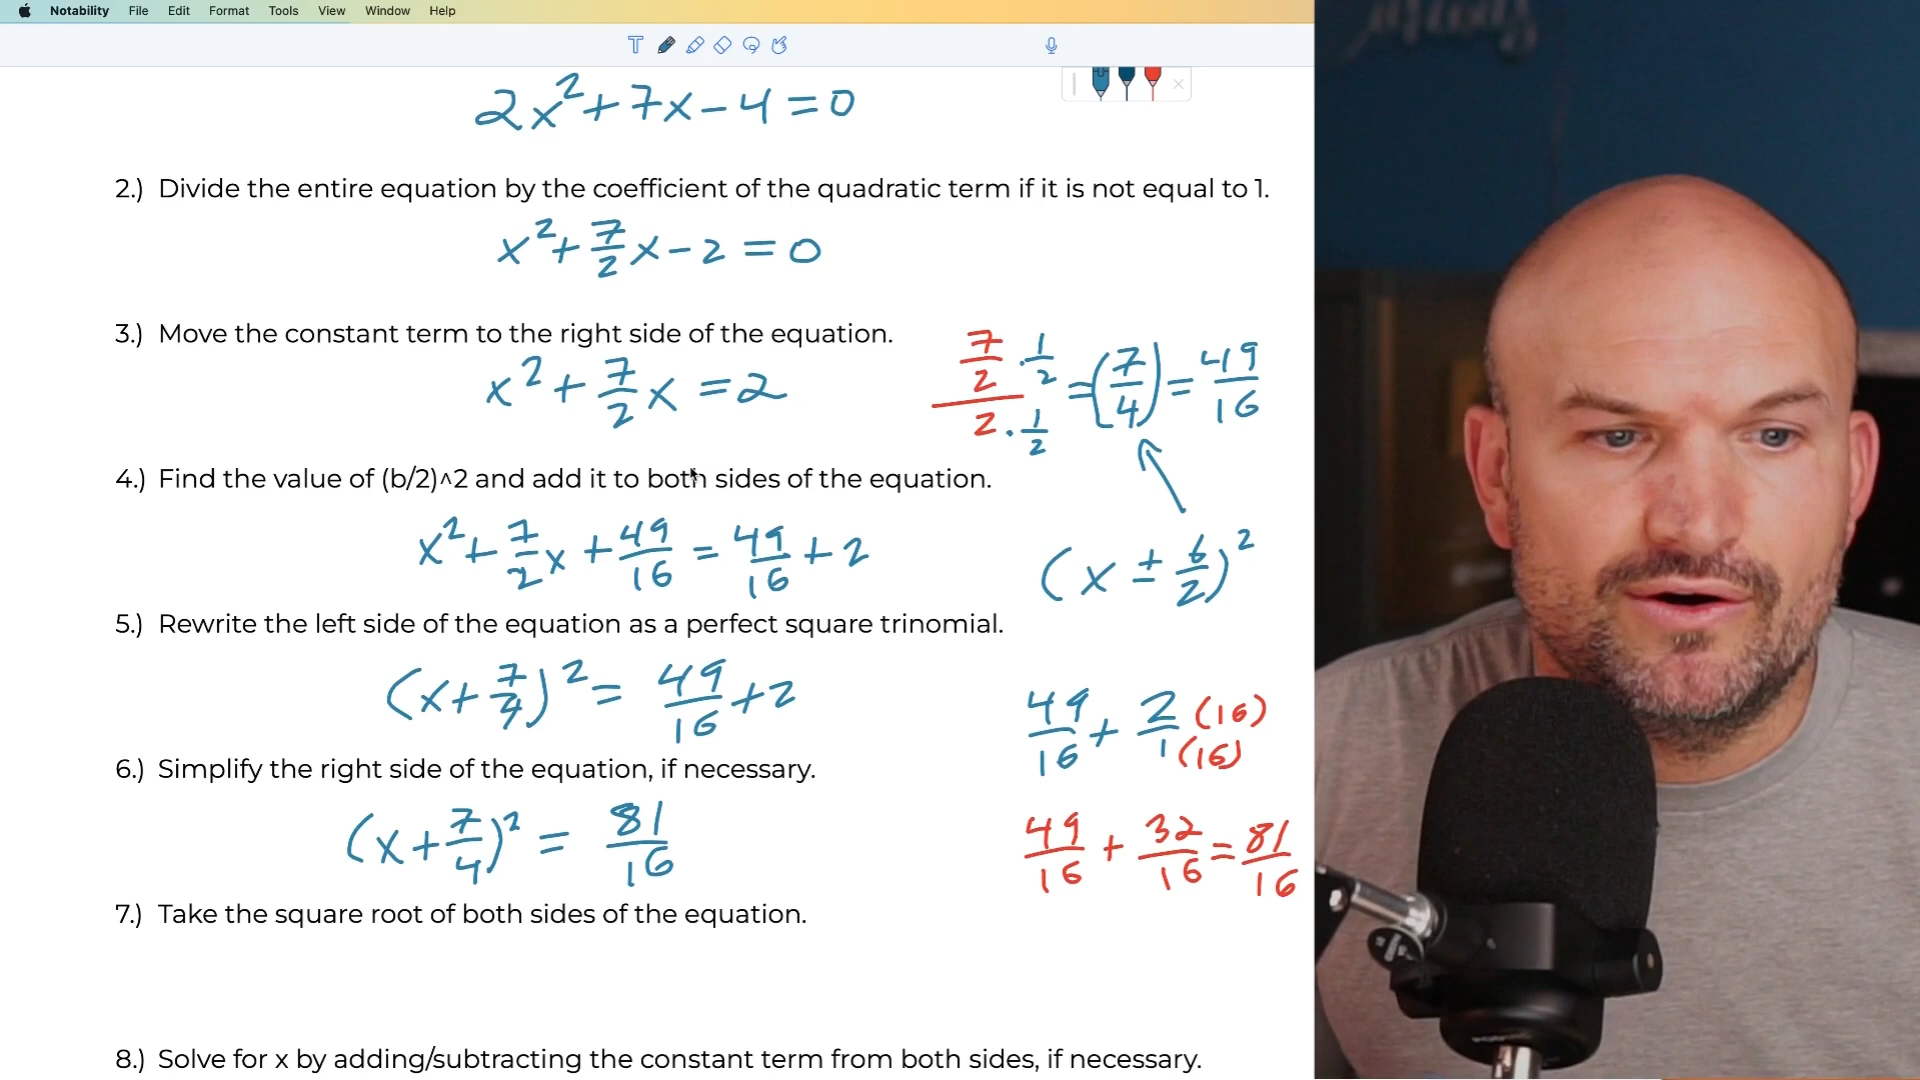 Notability File Edit Format Tools View Window Help
2x²+7x-4=0
2.) Divide the entire equation by the coefficient of the quadratic term if it is not equal to 1.
x²+7/2x-2=0
3.) Move the constant term to the right side of the equation.
x²+7/2x=2
7/2·1/2 / 2·1/2 =(7/4)=49/16
4.) Find the value of (b/2)^2 and add it to both sides of the equation.
x²+7/2x+49/16=49/16+2
(x±b/2)²
5.) Rewrite the left side of the equation as a perfect square trinomial.
(x+7/4)²=49/16+2
49/16+2/1(16)/(16)
6.) Simplify the right side of the equation, if necessary.
(x+7/4)²=81/16
49/16+32/16=81/16
7.) Take the square root of both sides of the equation.
8.) Solve for x by adding/subtracting the constant term from both sides, if necessary.